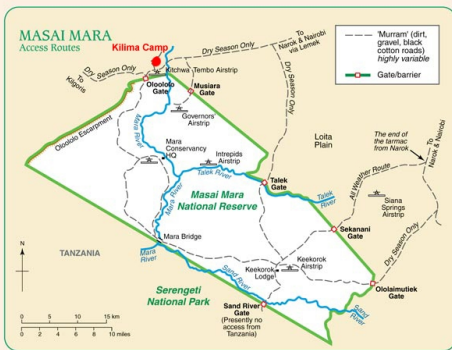 MASAI MARA
Access Routes
Kilima Camp
Dry Season Only
To
Narok & Nairobi
via Lemek
'Murram' (dirt,
gravel, black
cotton roads)
highly variable
Gate/barrier
Dry Season Only
To
Kilgoris
Kitchwa Tembo Airstrip
Oloololo
Gate
Musiara
Gate
Dry Season Only
Oloololo Escarpment
Mara
River
Governors'
Airstrip
Loita
Plain
The end of
the tarmac
from Narok
To
Narok & Nairobi
Mara
Conservancy
HQ
Intrepids
Airstrip
Talek River
Talek
Gate
All Weather Route
Mara River
Masai Mara
National Reserve
Talek
River
Siana
Springs
Airstrip
Sekanani
Gate
Dry Season Only
Mara Bridge
TANZANIA
Mara
River
Keekorok
Airstrip
Keekorok
Lodge
Sand River
Ololaimutiek
Gate
Serengeti
National Park
Sand River
Gate
(Presently no
access from
Tanzania)
Sand
River
N
0 5 10 15 km
0 2 4 6 8 10 miles